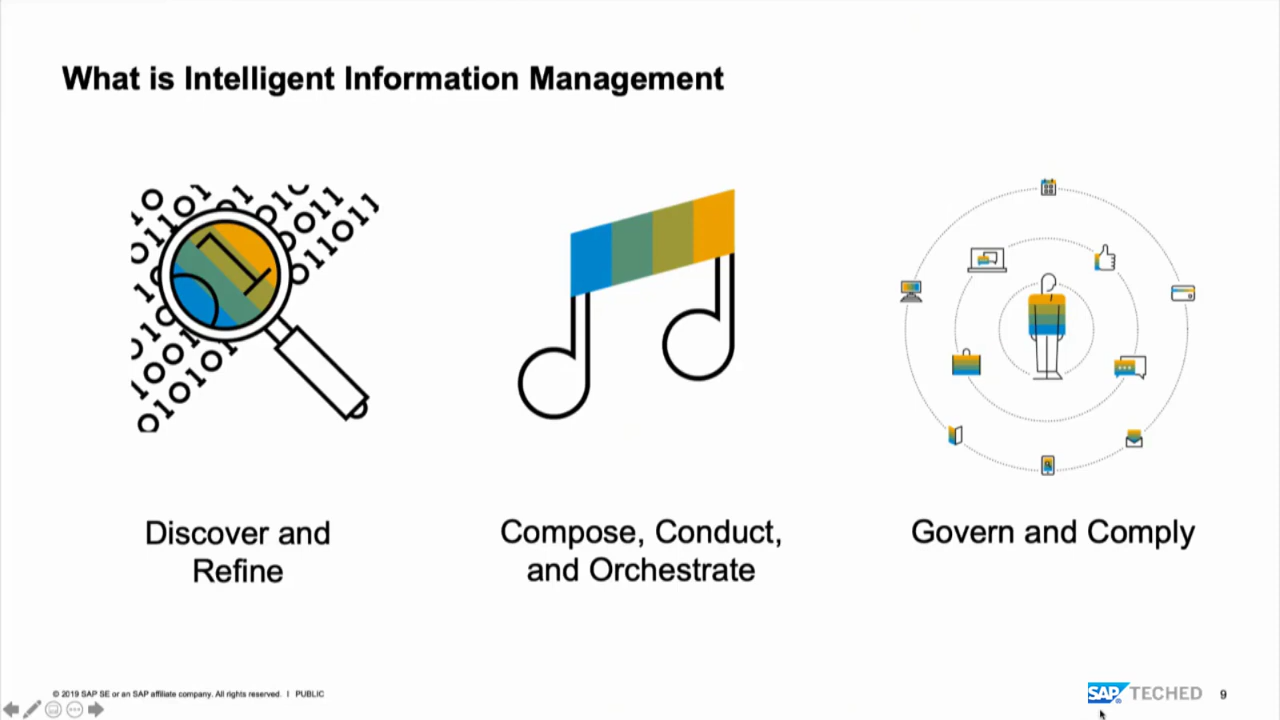 What is Intelligent Information Management
Discover and
Refine
Compose, Conduct,
and Orchestrate
Govern and Comply
© 2019 SAP SE or an SAP affiliate company. All rights reserved. I PUBLIC
SAP TECHED
9